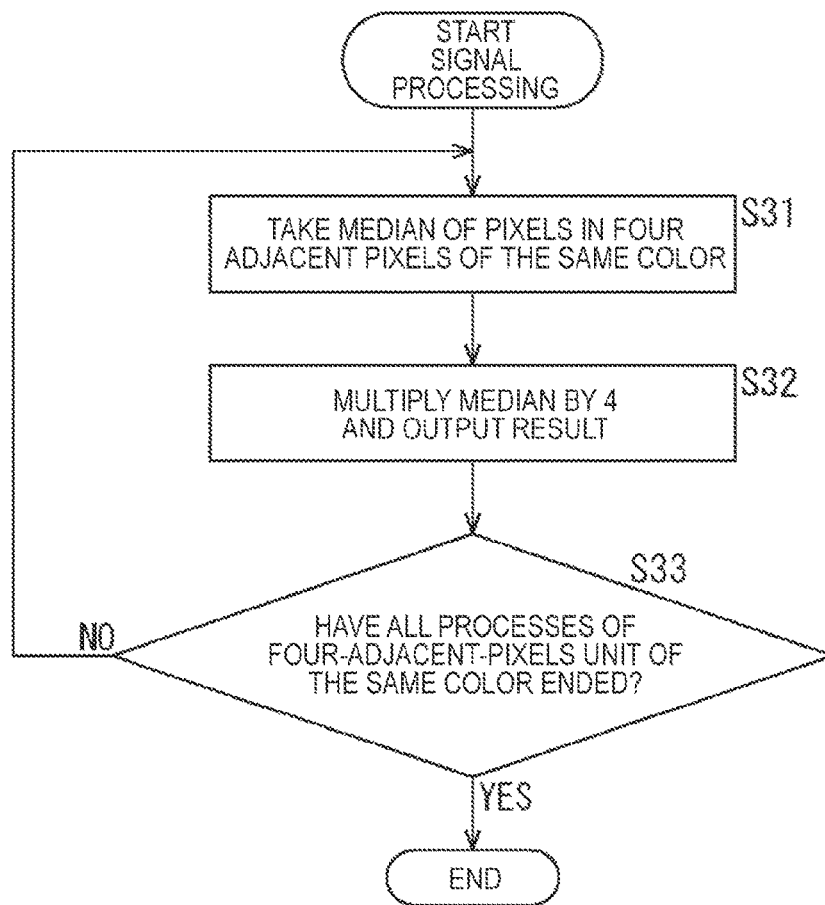 START
SIGNAL
PROCESSING
S31
TAKE MEDIAN OF PIXELS IN FOUR
ADJACENT PIXELS OF THE SAME COLOR
S32
MULTIPLY MEDIAN BY 4
AND OUTPUT RESULT
S33
NO
HAVE ALL PROCESSES OF
FOUR-ADJACENT-PIXELS UNIT OF
THE SAME COLOR ENDED?
YES
END